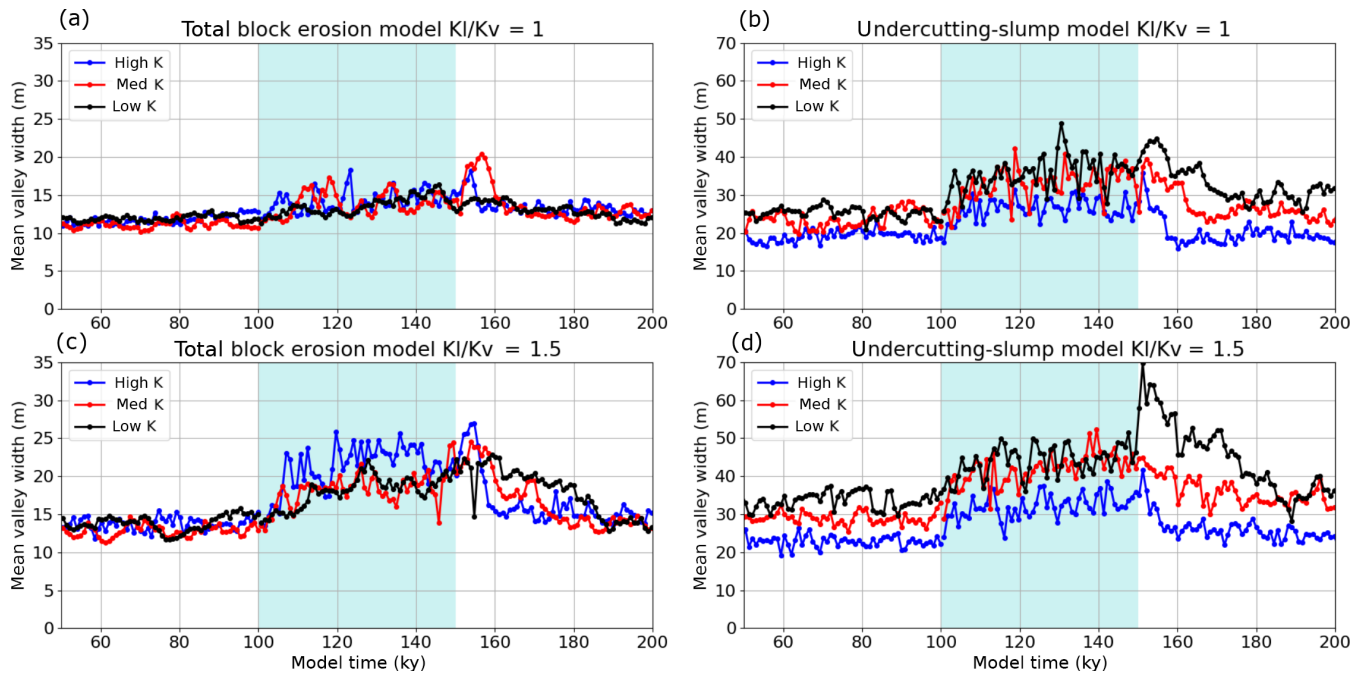 (a)
Total block erosion model Kl/Kv = 1
35
30
25
20
15
10
5
0
Mean valley width (m)
High K
Med K
Low K
60
80
100
120
140
160
180
200
(b)
Undercutting-slump model Kl/Kv = 1
70
60
50
40
30
20
10
0
Mean valley width (m)
High K
Med K
Low K
60
80
100
120
140
160
180
200
(c)
Total block erosion model Kl/Kv = 1.5
35
30
25
20
15
10
5
0
Mean valley width (m)
High K
Med K
Low K
60
80
100
120
140
160
180
200
Model time (ky)
(d)
Undercutting-slump model Kl/Kv = 1.5
70
60
50
40
30
20
10
0
Mean valley width (m)
High K
Med K
Low K
60
80
100
120
140
160
180
200
Model time (ky)